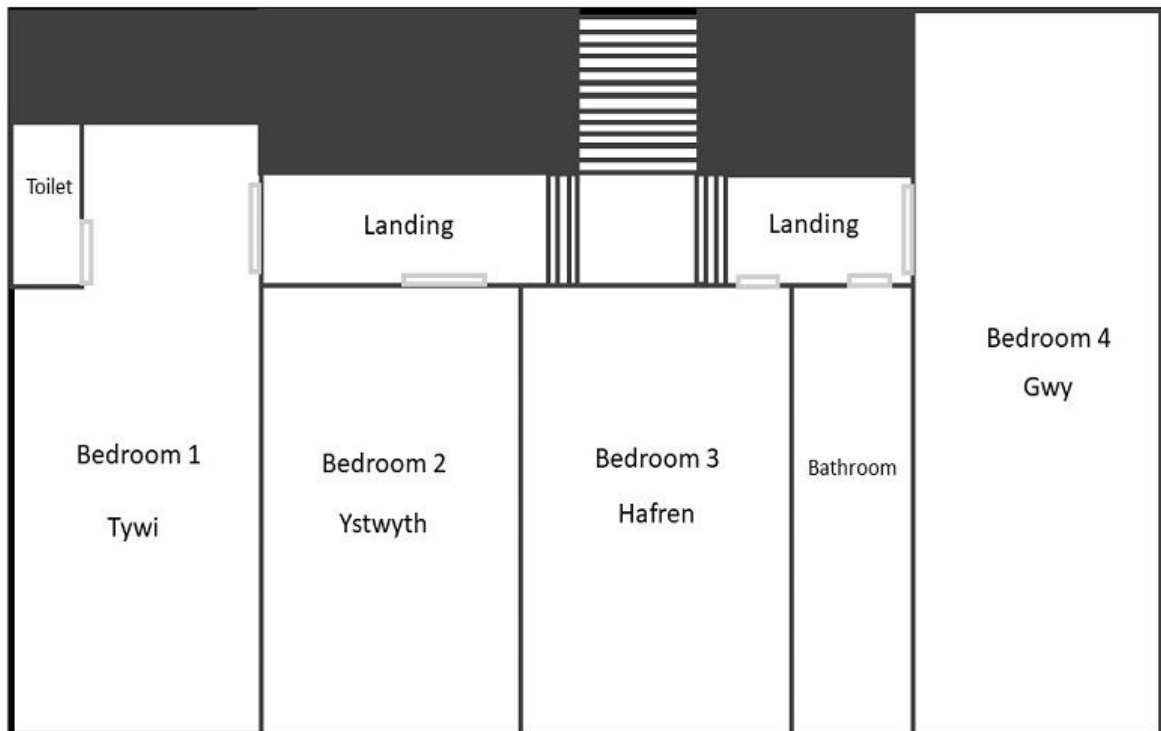 Toilet
Landing
Landing
Bedroom 1
Tywi
Bedroom 2
Ystwyth
Bedroom 3
Hafren
Bathroom
Bedroom 4
Gwy